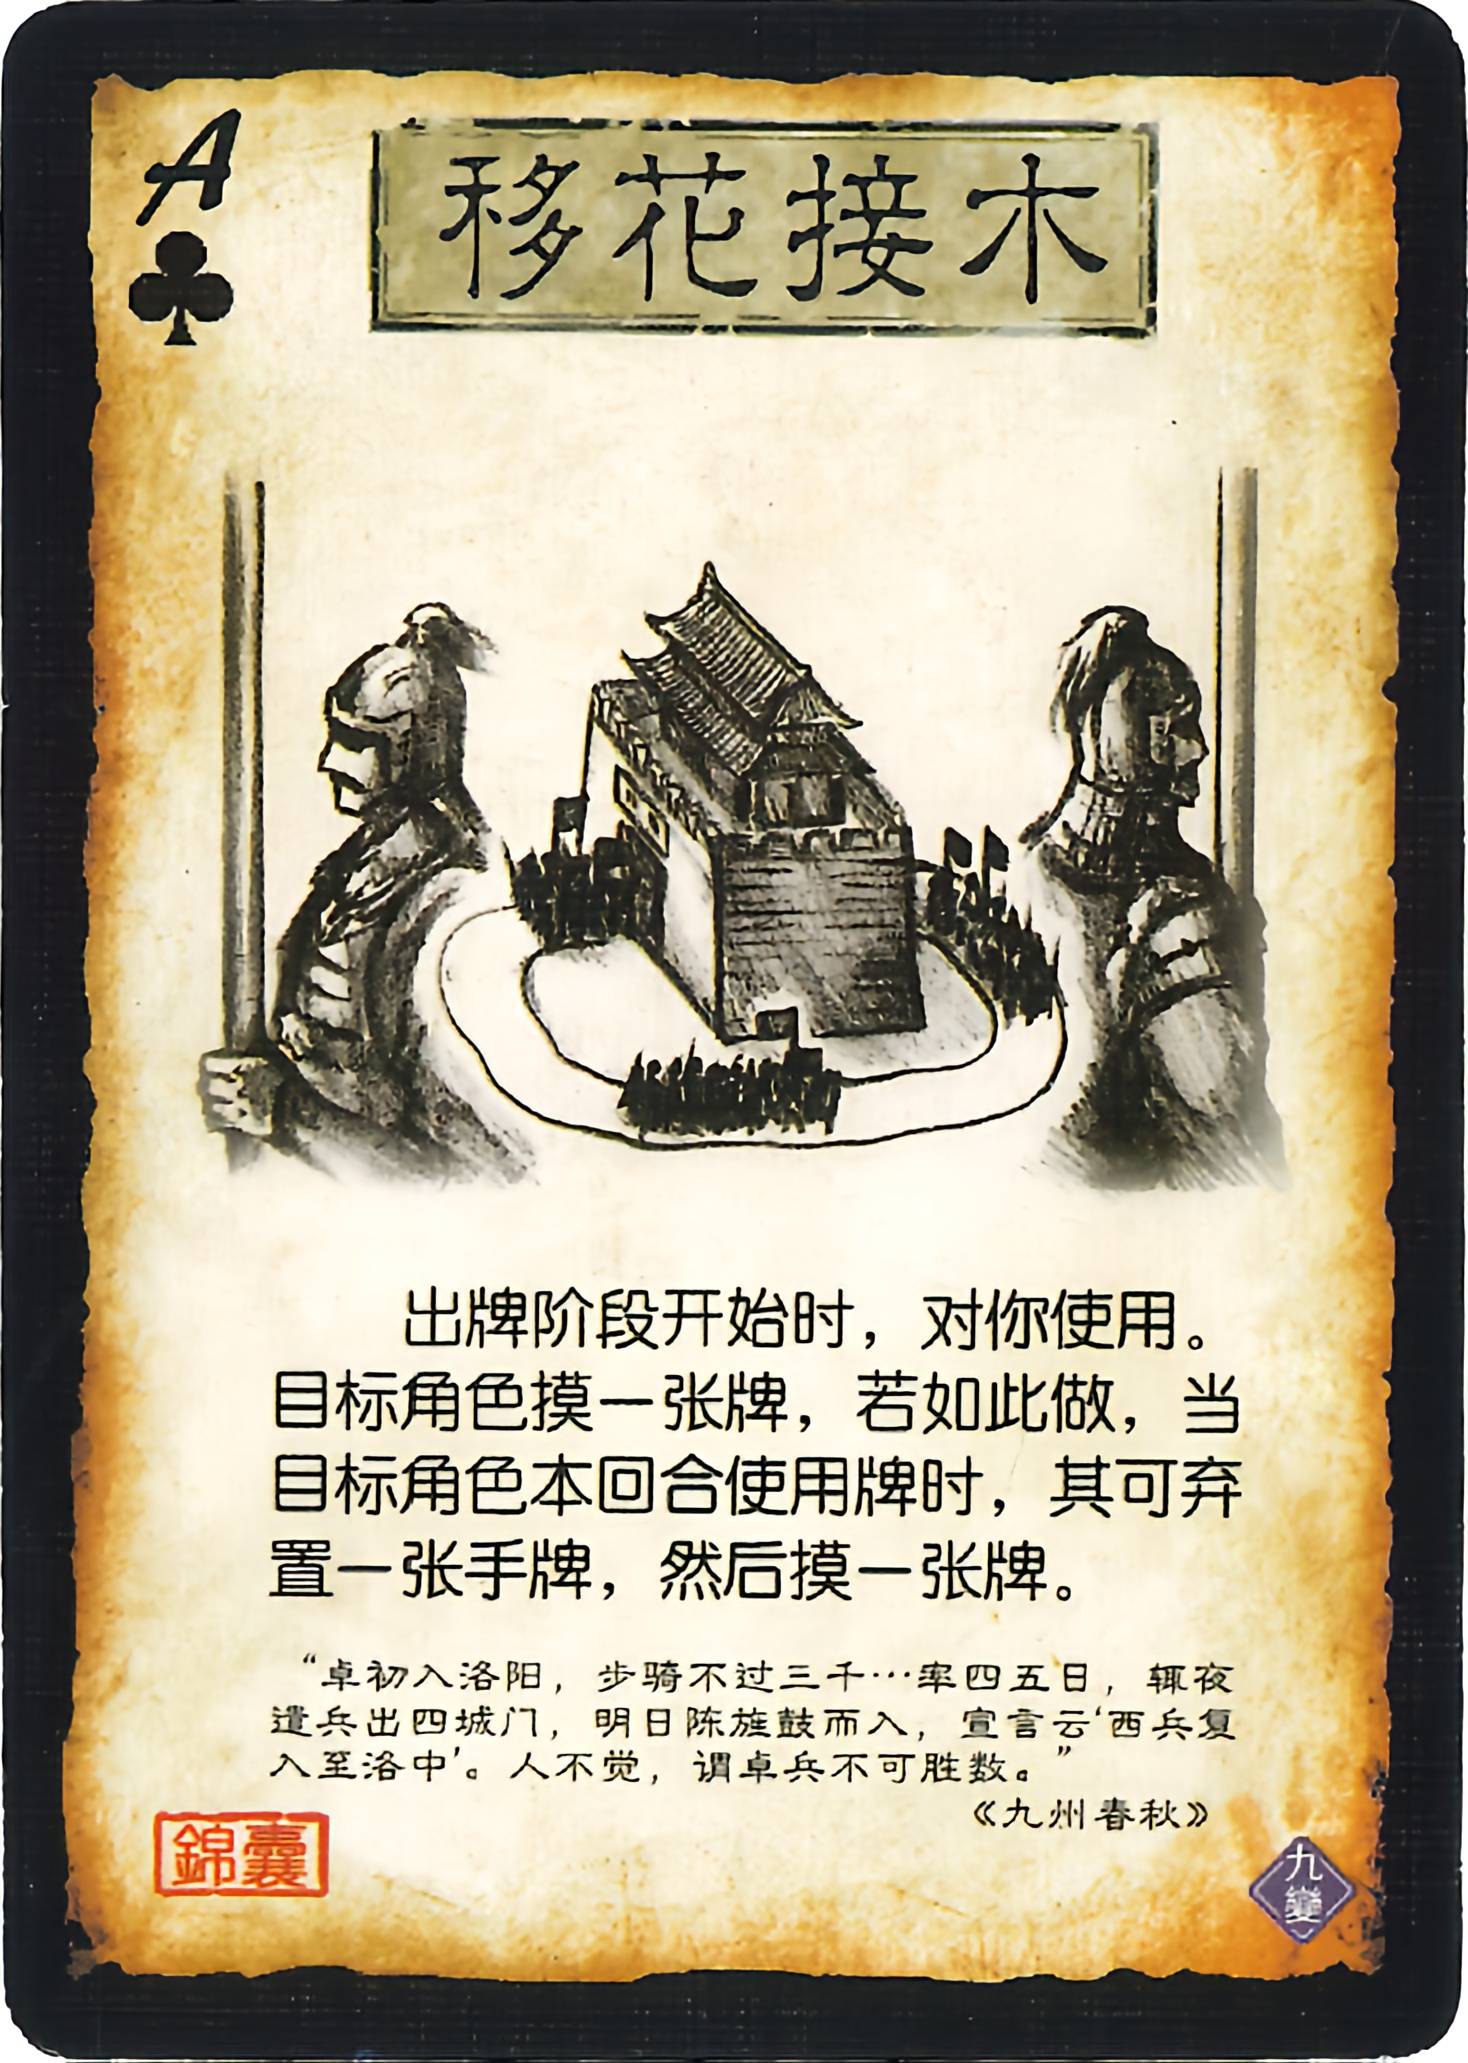 A
移花接木
出牌阶段开始时，对你使用。
目标角色摸一张牌，若如此做，当
目标角色本回合使用牌时，其可弃
置一张手牌，然后摸一张牌。
“卓初入洛阳，步骑不过三千…率四五日，辄夜
遣兵出四城门，明日陈旌鼓而入，宣言云‘西兵复
入至洛中’。人不觉，谓卓兵不可胜数。”
《九州春秋》
錦囊
九變